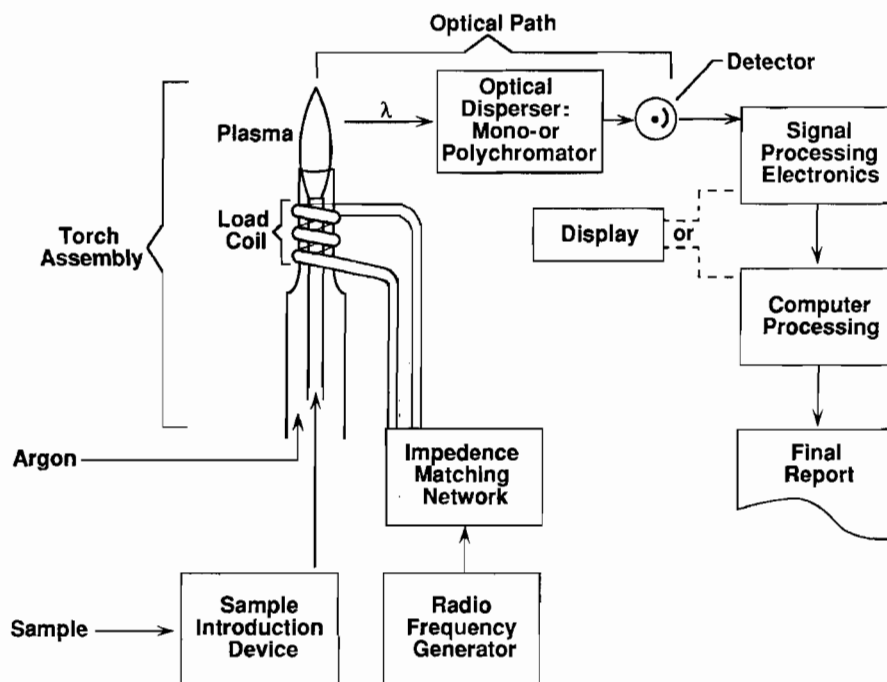 Optical Path
Detector
Optical
Disperser:
Mono-or
Polychromator
λ
Plasma
Signal
Processing
Electronics
Load
Coil
Torch
Assembly
Display
or
Computer
Processing
Argon
Impedence
Matching
Network
Final
Report
Sample
Sample
Introduction
Device
Radio
Frequency
Generator